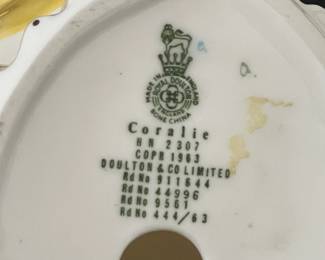 MADE IN ENGLAND
ROYAL DOULTON
BONE CHINA
a.
a.
Coralie
HN 2307
COPR 1963
DOULTON & CO LIMITED
Rd No 911644
Rd No 44996
Rd No 9561
Rd No 444/63